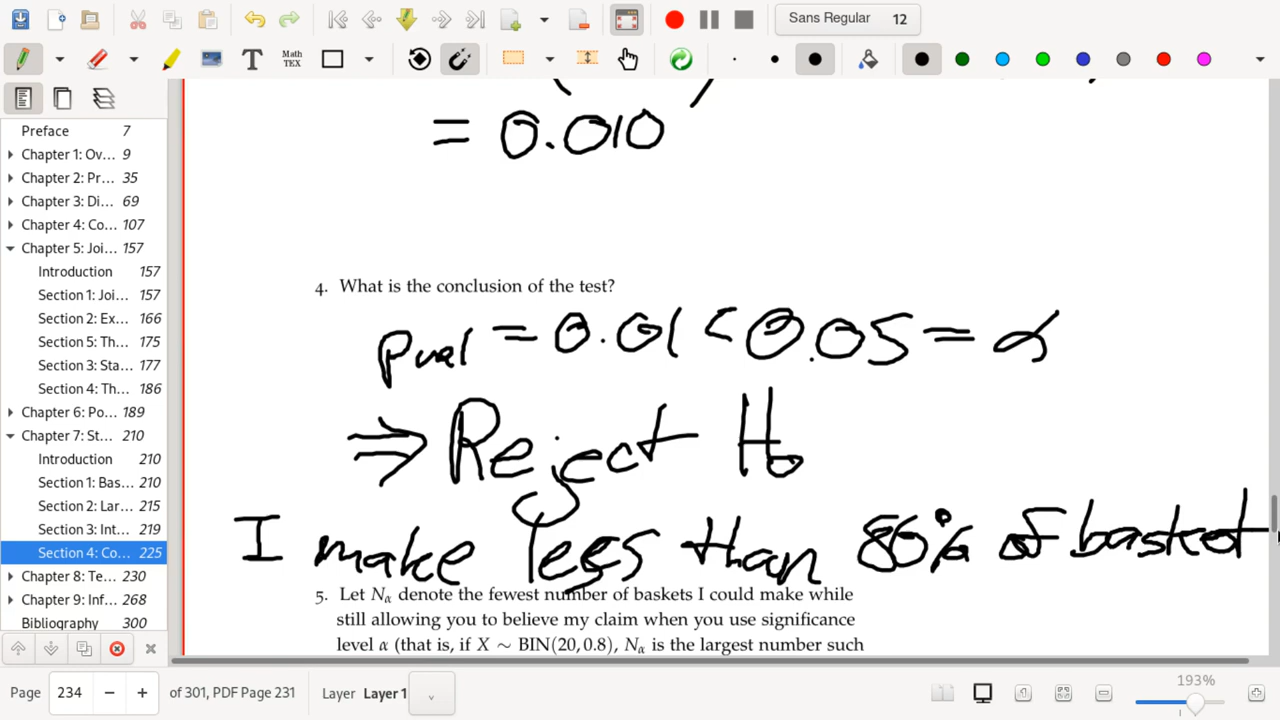 Sans Regular 12
Math
TEX
Preface 7
Chapter 1: Ov... 9
Chapter 2: Pr... 35
Chapter 3: Di... 69
Chapter 4: Co... 107
Chapter 5: Joi... 157
Introduction 157
Section 1: Joi... 157
Section 2: Ex... 166
Section 5: Th... 175
Section 3: Sta... 177
Section 4: Th... 186
Chapter 6: Po... 189
Chapter 7: St... 210
Introduction 210
Section 1: Bas... 210
Section 2: Lar... 215
Section 3: Int... 219
Section 4: Co... 225
Chapter 8: Te... 230
Chapter 9: Inf... 268
Bibliography 300
= 0.010
4. What is the conclusion of the test?
pval = 0.01 < 0.05 = α
⇒ Reject H₀
I make less than 80% of basket
5. Let Nα denote the fewest number of baskets I could make while
still allowing you to believe my claim when you use significance
level α (that is, if X ∼ BIN(20, 0.8), Nα is the largest number such
Page 234 of 301, PDF Page 231 Layer Layer 1 193%